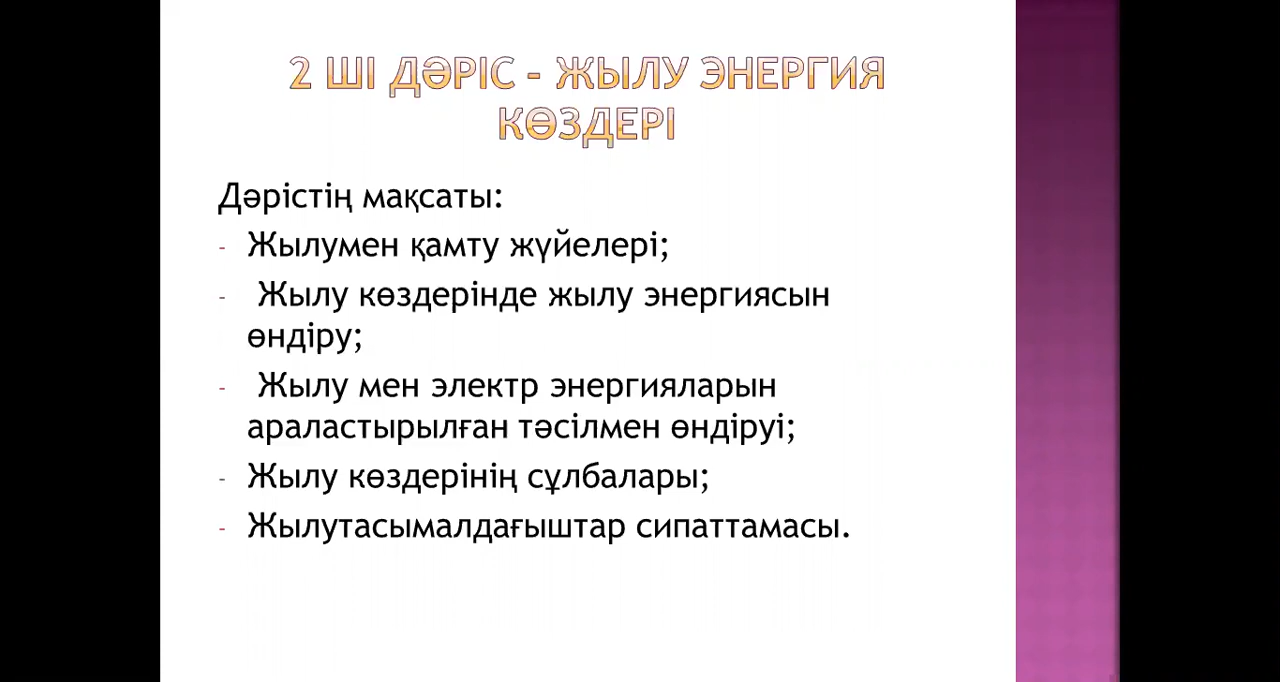 2 ШІ ДӘРІС - ЖЫЛУ ЭНЕРГИЯ
КӨЗДЕРІ
Дәрістің мақсаты:
- Жылумен қамту жүйелері;
- Жылу көздерінде жылу энергиясын
өндіру;
- Жылу мен электр энергияларын
араластырылған тәсілмен өндіруі;
- Жылу көздерінің сұлбалары;
- Жылутасымалдағыштар сипаттамасы.